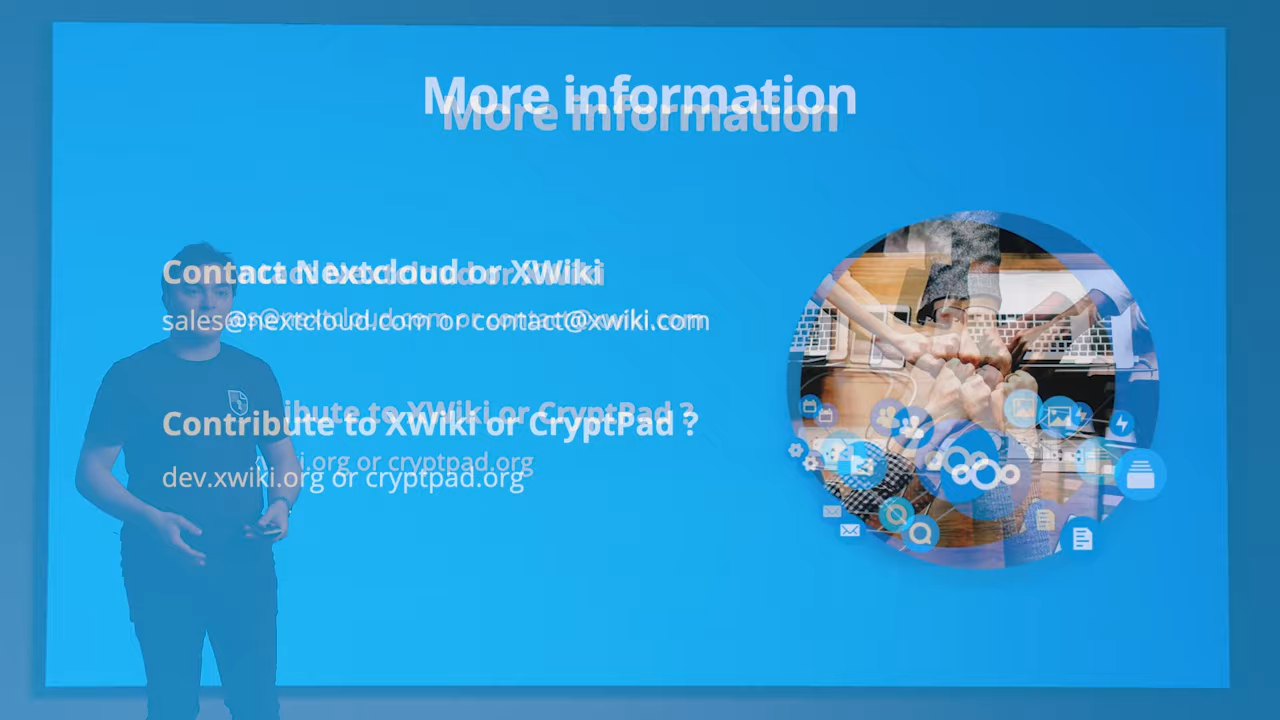 More information
Contact Nextcloud or XWiki
sales@nextcloud.com or contact@xwiki.com
Contribute to XWiki or CryptPad ?
dev.xwiki.org or cryptpad.org